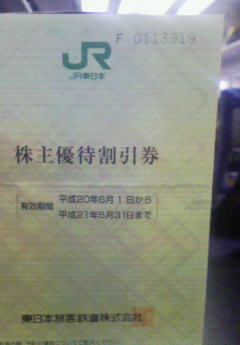 F 0113919
JR
JR東日本
株主優待割引券
有効期間
平成20年6月1日から
平成21年5月31日まで
東日本旅客鉄道株式会社